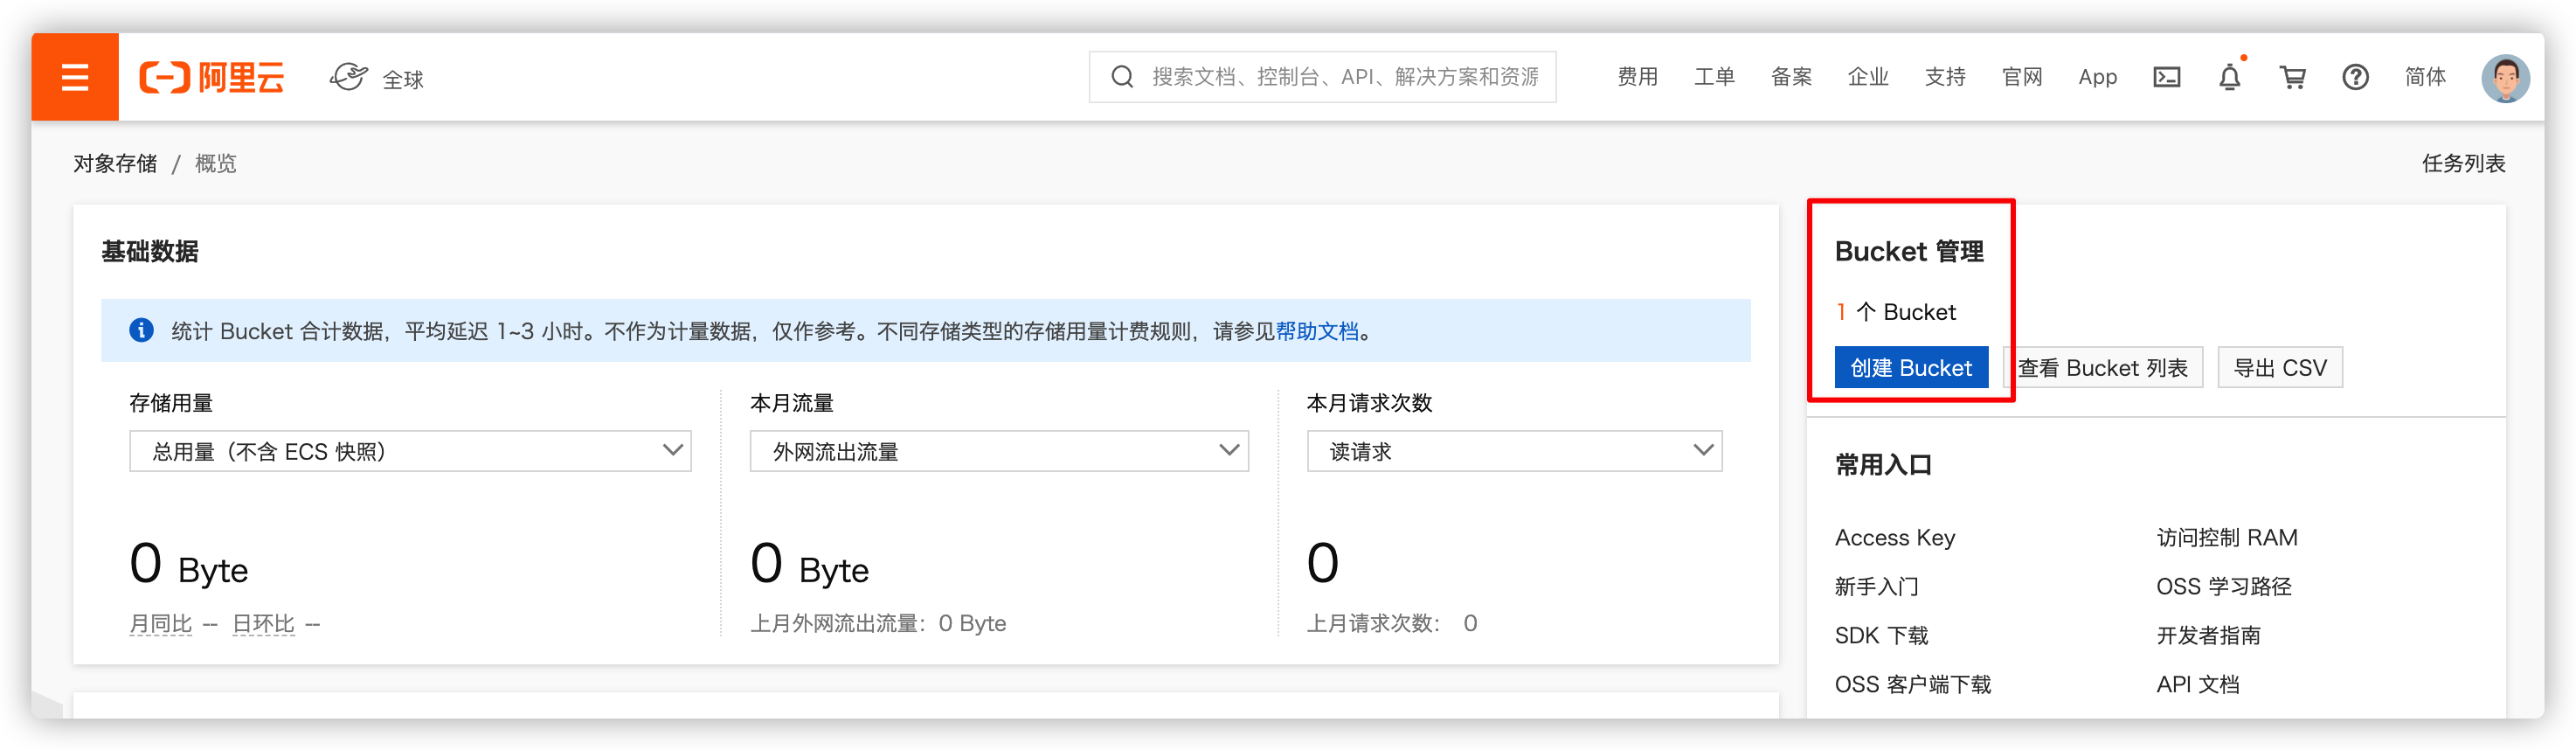 阿里云 全球 搜索文档、控制台、API、解决方案和资源 费用 工单 备案 企业 支持 官网 App 简体
对象存储 / 概览 任务列表
基础数据
统计 Bucket 合计数据，平均延迟 1~3 小时。不作为计量数据，仅作参考。不同存储类型的存储用量计费规则，请参见帮助文档。
存储用量
总用量（不含 ECS 快照）
0 Byte
月同比 -- 日环比 --
本月流量
外网流出流量
0 Byte
上月外网流出流量：0 Byte
本月请求次数
读请求
0
上月请求次数： 0
Bucket 管理
1 个 Bucket
创建 Bucket 查看 Bucket 列表 导出 CSV
常用入口
Access Key 访问控制 RAM
新手入门 OSS 学习路径
SDK 下载 开发者指南
OSS 客户端下载 API 文档